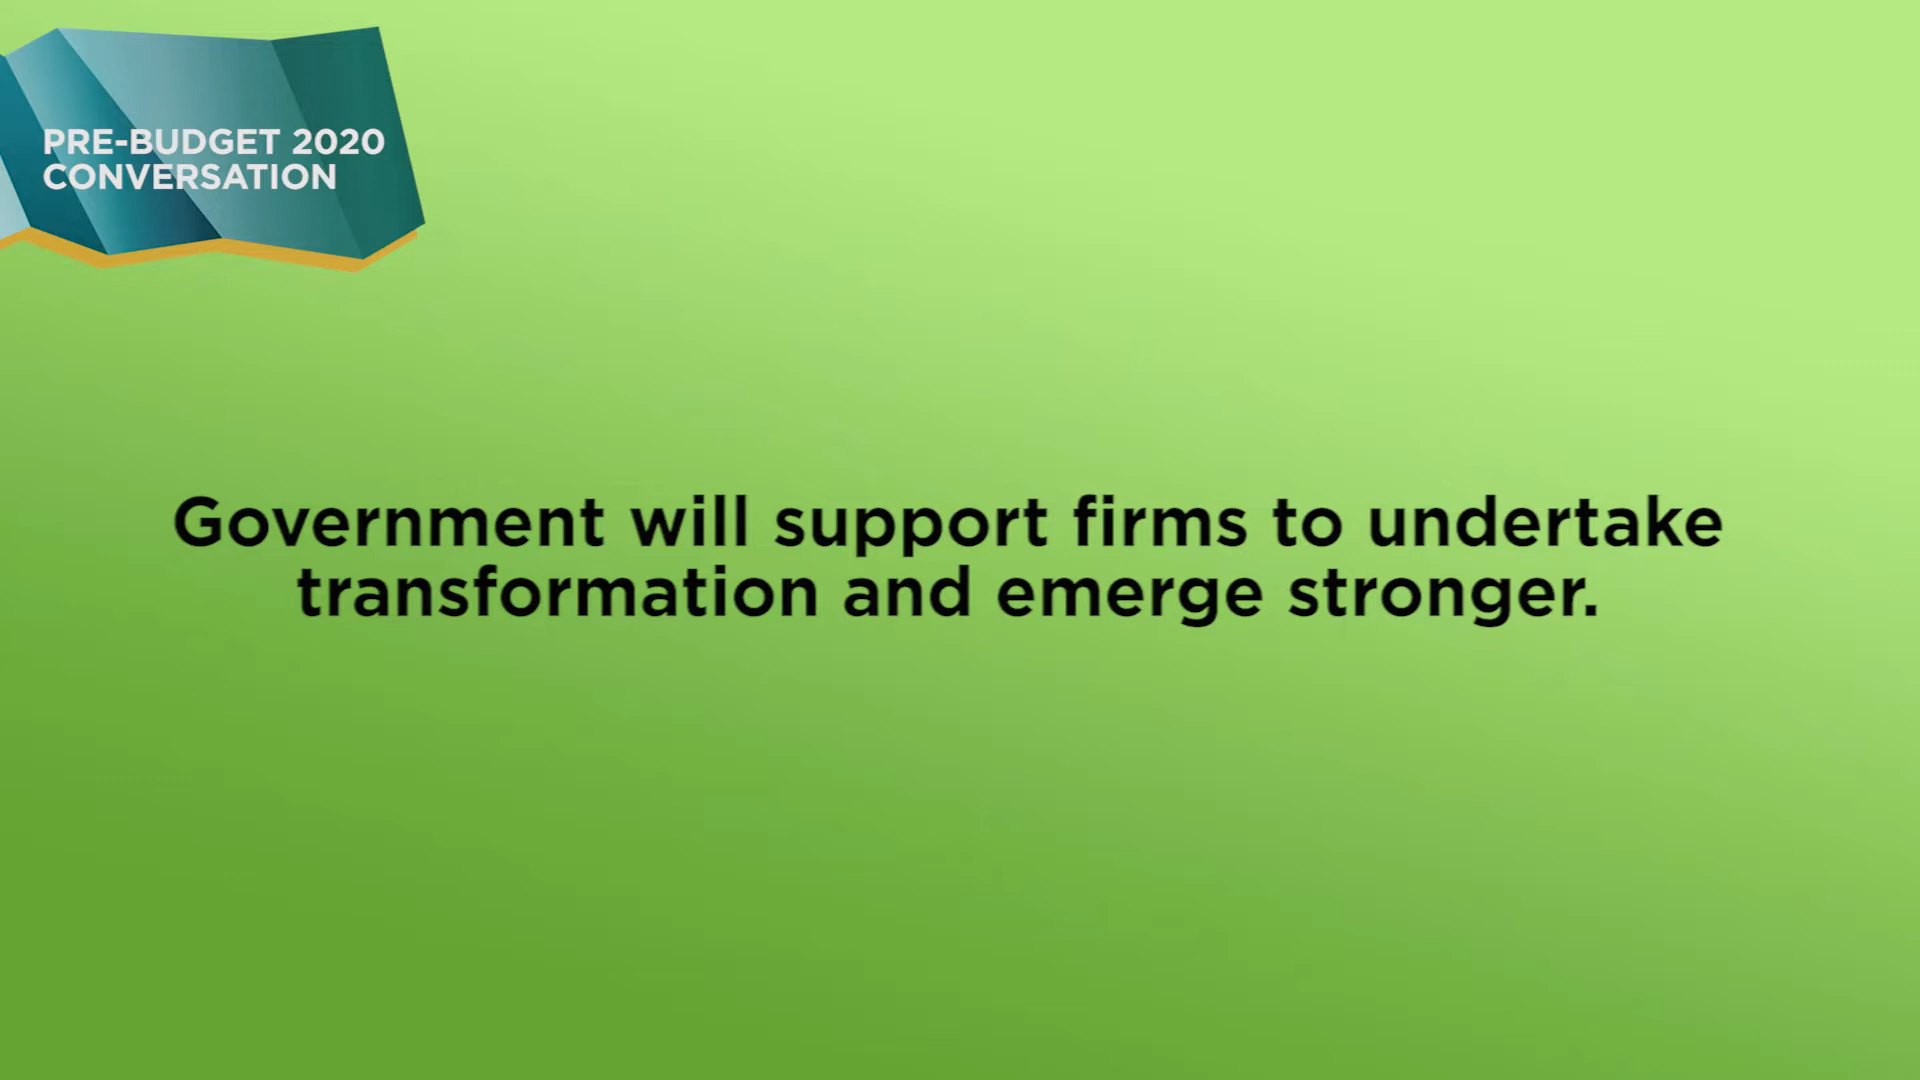 PRE-BUDGET 2020
CONVERSATION
Government will support firms to undertake
transformation and emerge stronger.